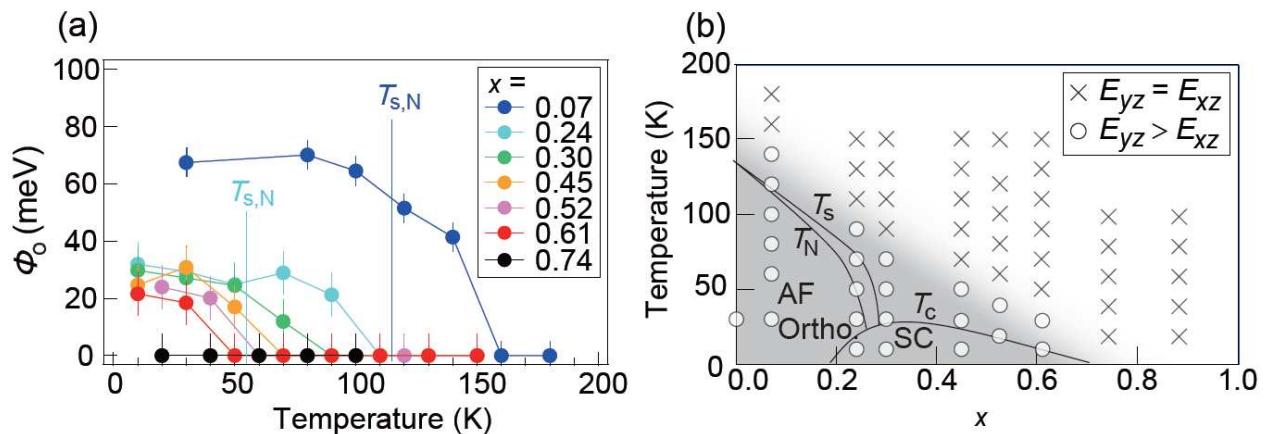 (a)
100
80
60
40
20
0
Φo (meV)
Ts,N
Ts,N
x =
0.07
0.24
0.30
0.45
0.52
0.61
0.74
0
50
100
150
200
Temperature (K)
(b)
200
150
100
50
0
Temperature (K)
Eyz = Exz
Eyz > Exz
Ts
TN
AF
Ortho.
Tc
SC
0.0
0.2
0.4
0.6
0.8
1.0
x